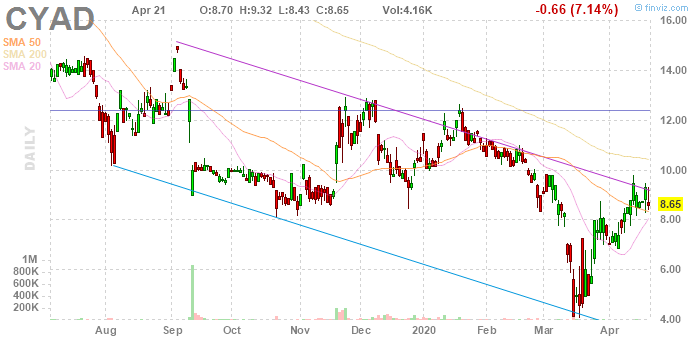 CYAD
Apr 21 O:8.70 H:9.32 L:8.43 C:8.65 Vol:4.16K -0.66 (7.14%)
© finviz.com
SMA 50
SMA 200
SMA 20
DAILY
16.00
14.00
12.00
10.00
8.65
8.00
6.00
4.00
1M
800K
600K
400K
200K
Aug Sep Oct Nov Dec 2020 Feb Mar Apr